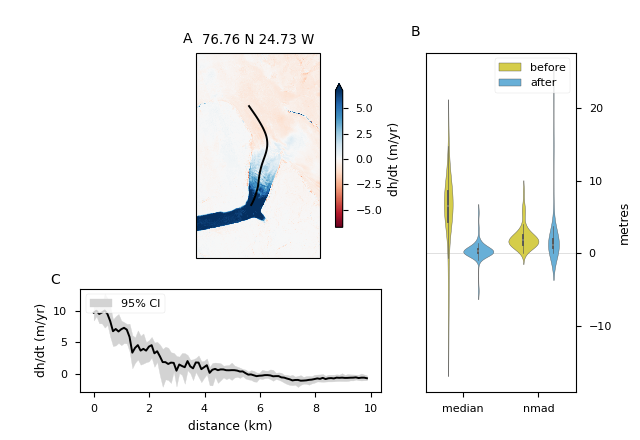 A 76.76 N 24.73 W
5.0
2.5
0.0
−2.5
−5.0
dh/dt (m/yr)
B
before
after
20
10
0
−10
metres
median nmad
C
95% CI
10
5
0
dh/dt (m/yr)
0 2 4 6 8 10
distance (km)